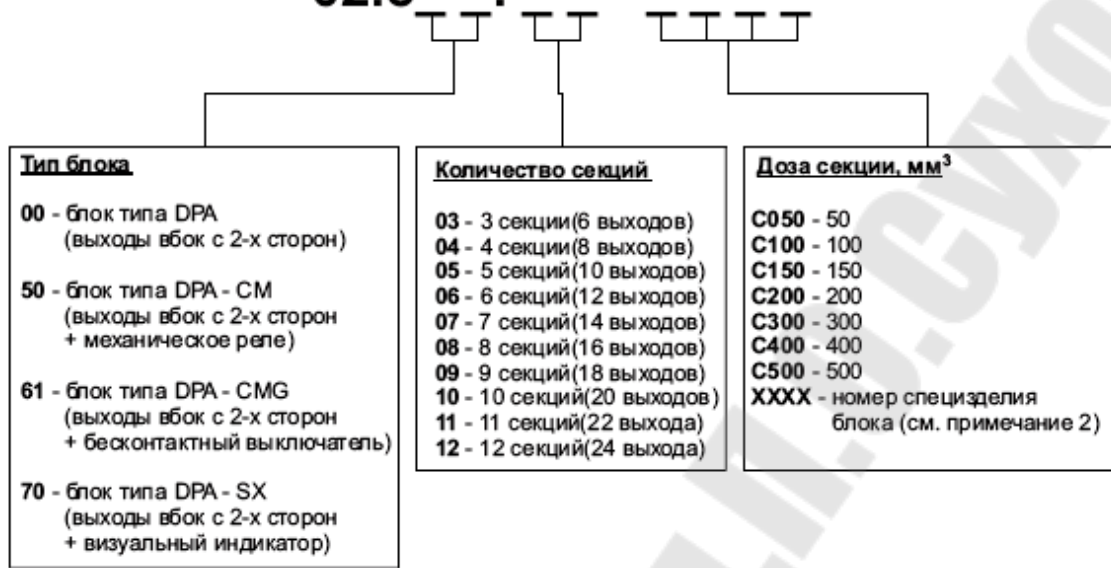 02.8_ _ . _ _ _ _ _ _
Тип блока
00 - блок типа DPA
(выходы вбок с 2-х сторон)
50 - блок типа DPA - CM
(выходы вбок с 2-х сторон
+ механическое реле)
61 - блок типа DPA - CMG
(выходы вбок с 2-х сторон
+ бесконтактный выключатель)
70 - блок типа DPA - SX
(выходы вбок с 2-х сторон
+ визуальный индикатор)
Количество секций
03 - 3 секции(6 выходов)
04 - 4 секции(8 выходов)
05 - 5 секций(10 выходов)
06 - 6 секций(12 выходов)
07 - 7 секций(14 выходов)
08 - 8 секций(16 выходов)
09 - 9 секций(18 выходов)
10 - 10 секций(20 выходов)
11 - 11 секций(22 выхода)
12 - 12 секций(24 выхода)
Доза секции, мм³
C050 - 50
C100 - 100
C150 - 150
C200 - 200
C300 - 300
C400 - 400
C500 - 500
XXXX - номер специзделия
блока (см. примечание 2)
П.О.Сухо